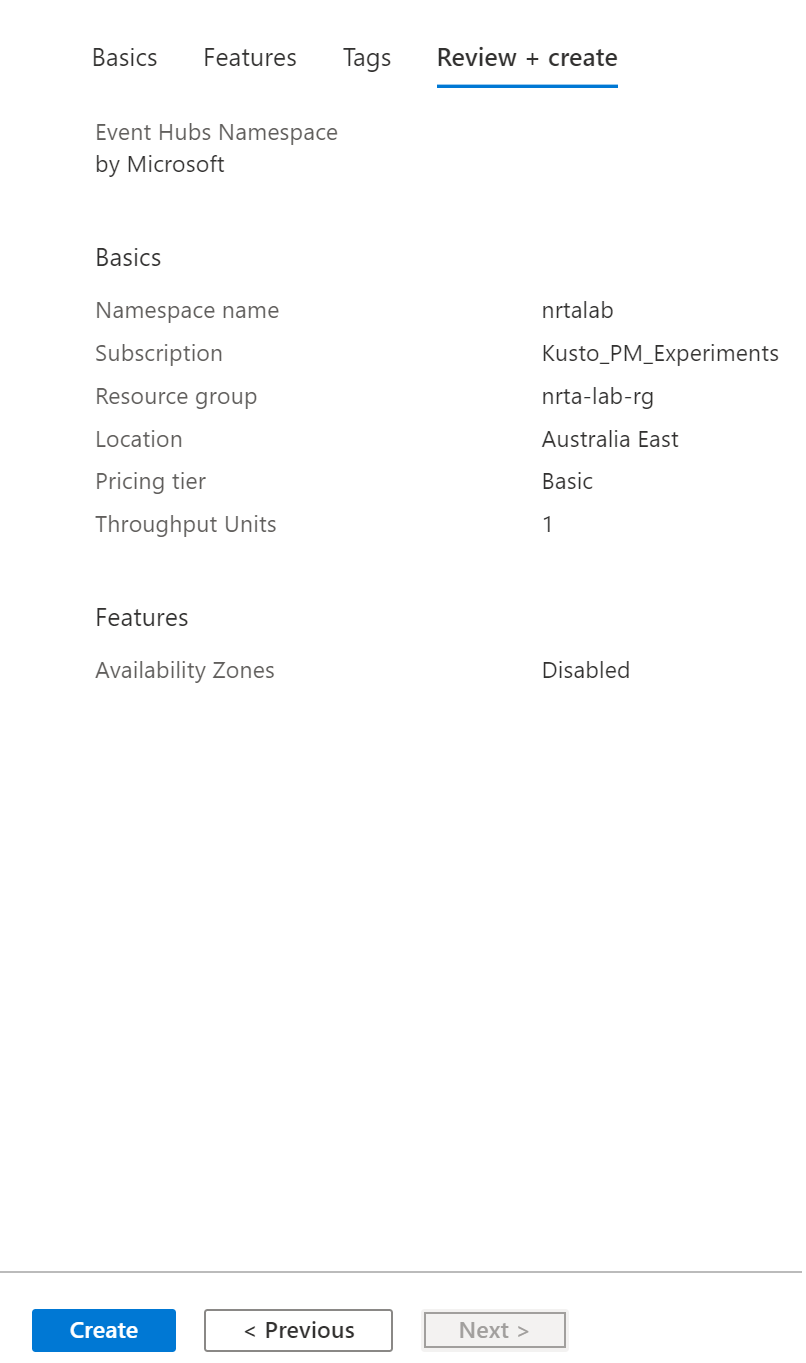 Basics Features Tags Review + create
Event Hubs Namespace
by Microsoft
Basics
Namespace name nrtalab
Subscription Kusto_PM_Experiments
Resource group nrta-lab-rg
Location Australia East
Pricing tier Basic
Throughput Units 1
Features
Availability Zones Disabled
Create < Previous Next >